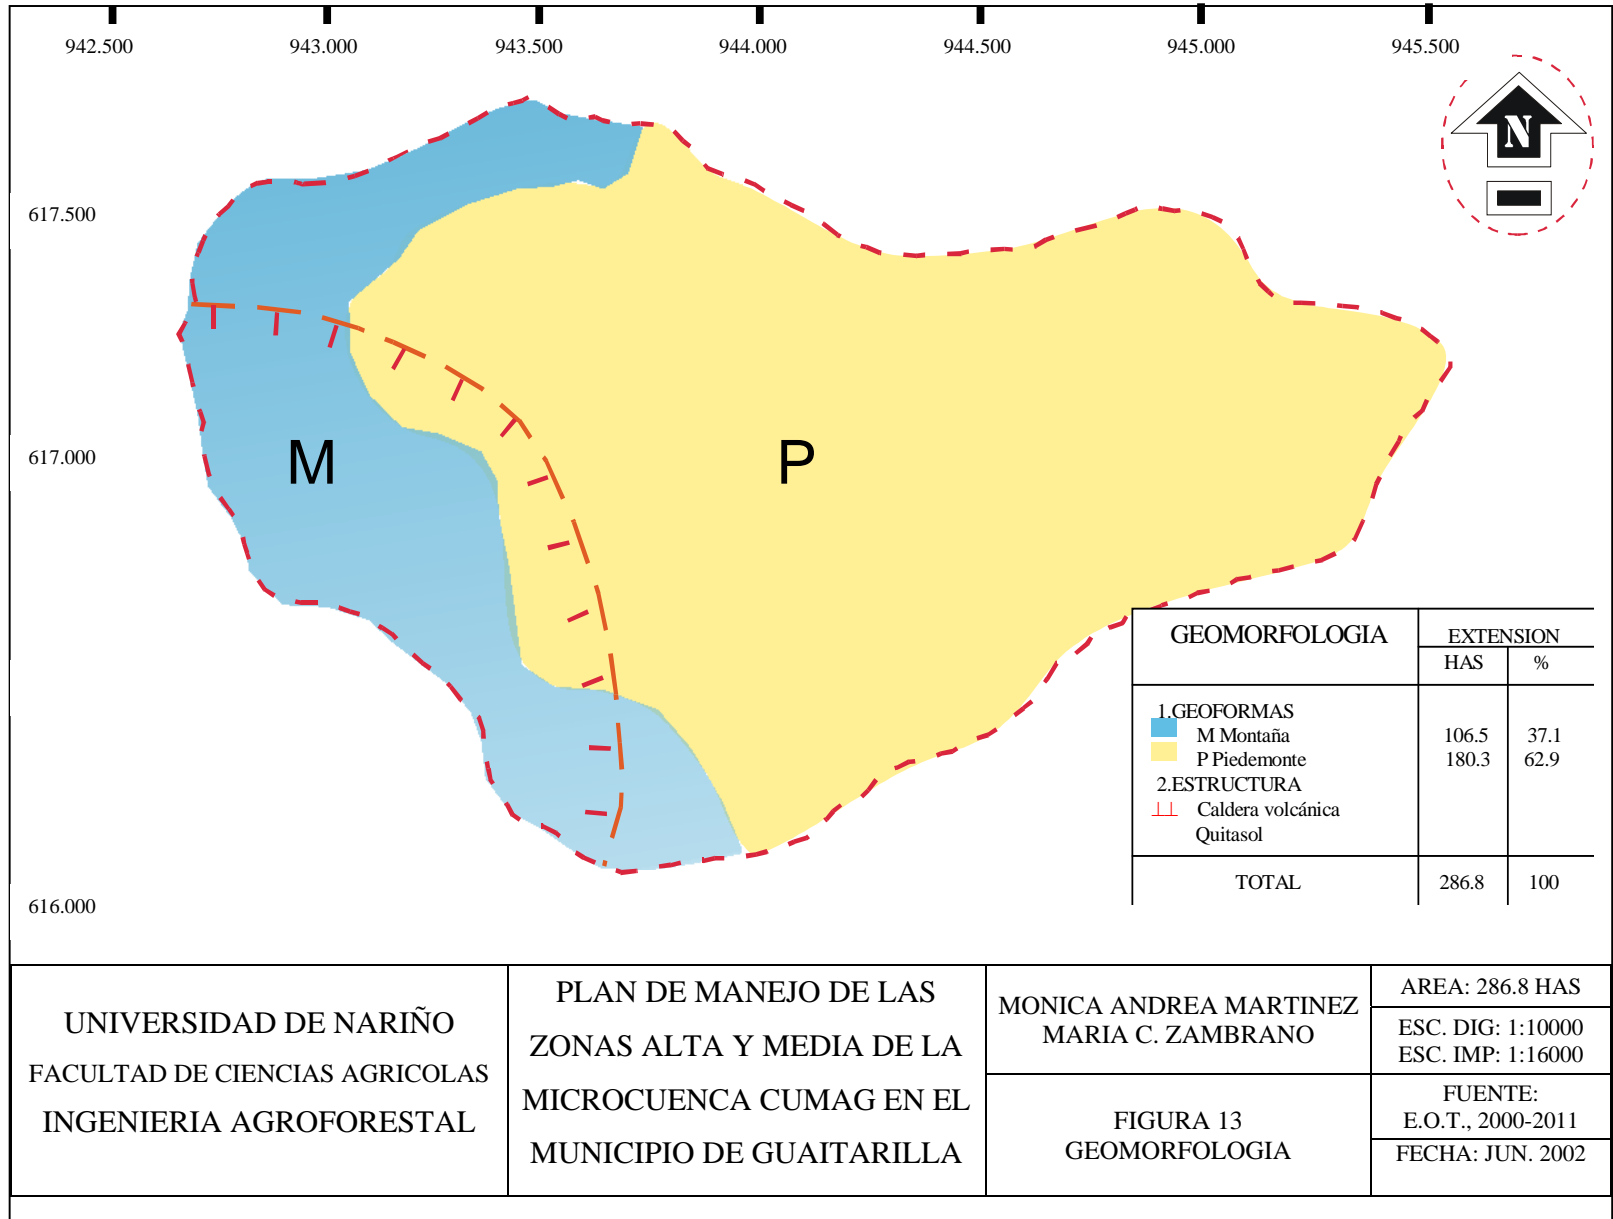 942.500 943.000 943.500 944.000 944.500 945.000 945.500
N
617.500
617.000
M
P
616.000
GEOMORFOLOGIA EXTENSION
HAS %
1.GEOFORMAS
M Montaña 106.5 37.1
P Piedemonte 180.3 62.9
2.ESTRUCTURA
Caldera volcánica
Quitasol
TOTAL 286.8 100
UNIVERSIDAD DE NARIÑO
FACULTAD DE CIENCIAS AGRICOLAS
INGENIERIA AGROFORESTAL
PLAN DE MANEJO DE LAS
ZONAS ALTA Y MEDIA DE LA
MICROCUENCA CUMAG EN EL
MUNICIPIO DE GUAITARILLA
MONICA ANDREA MARTINEZ
MARIA C. ZAMBRANO
FIGURA 13
GEOMORFOLOGIA
AREA: 286.8 HAS
ESC. DIG: 1:10000
ESC. IMP: 1:16000
FUENTE:
E.O.T., 2000-2011
FECHA: JUN. 2002